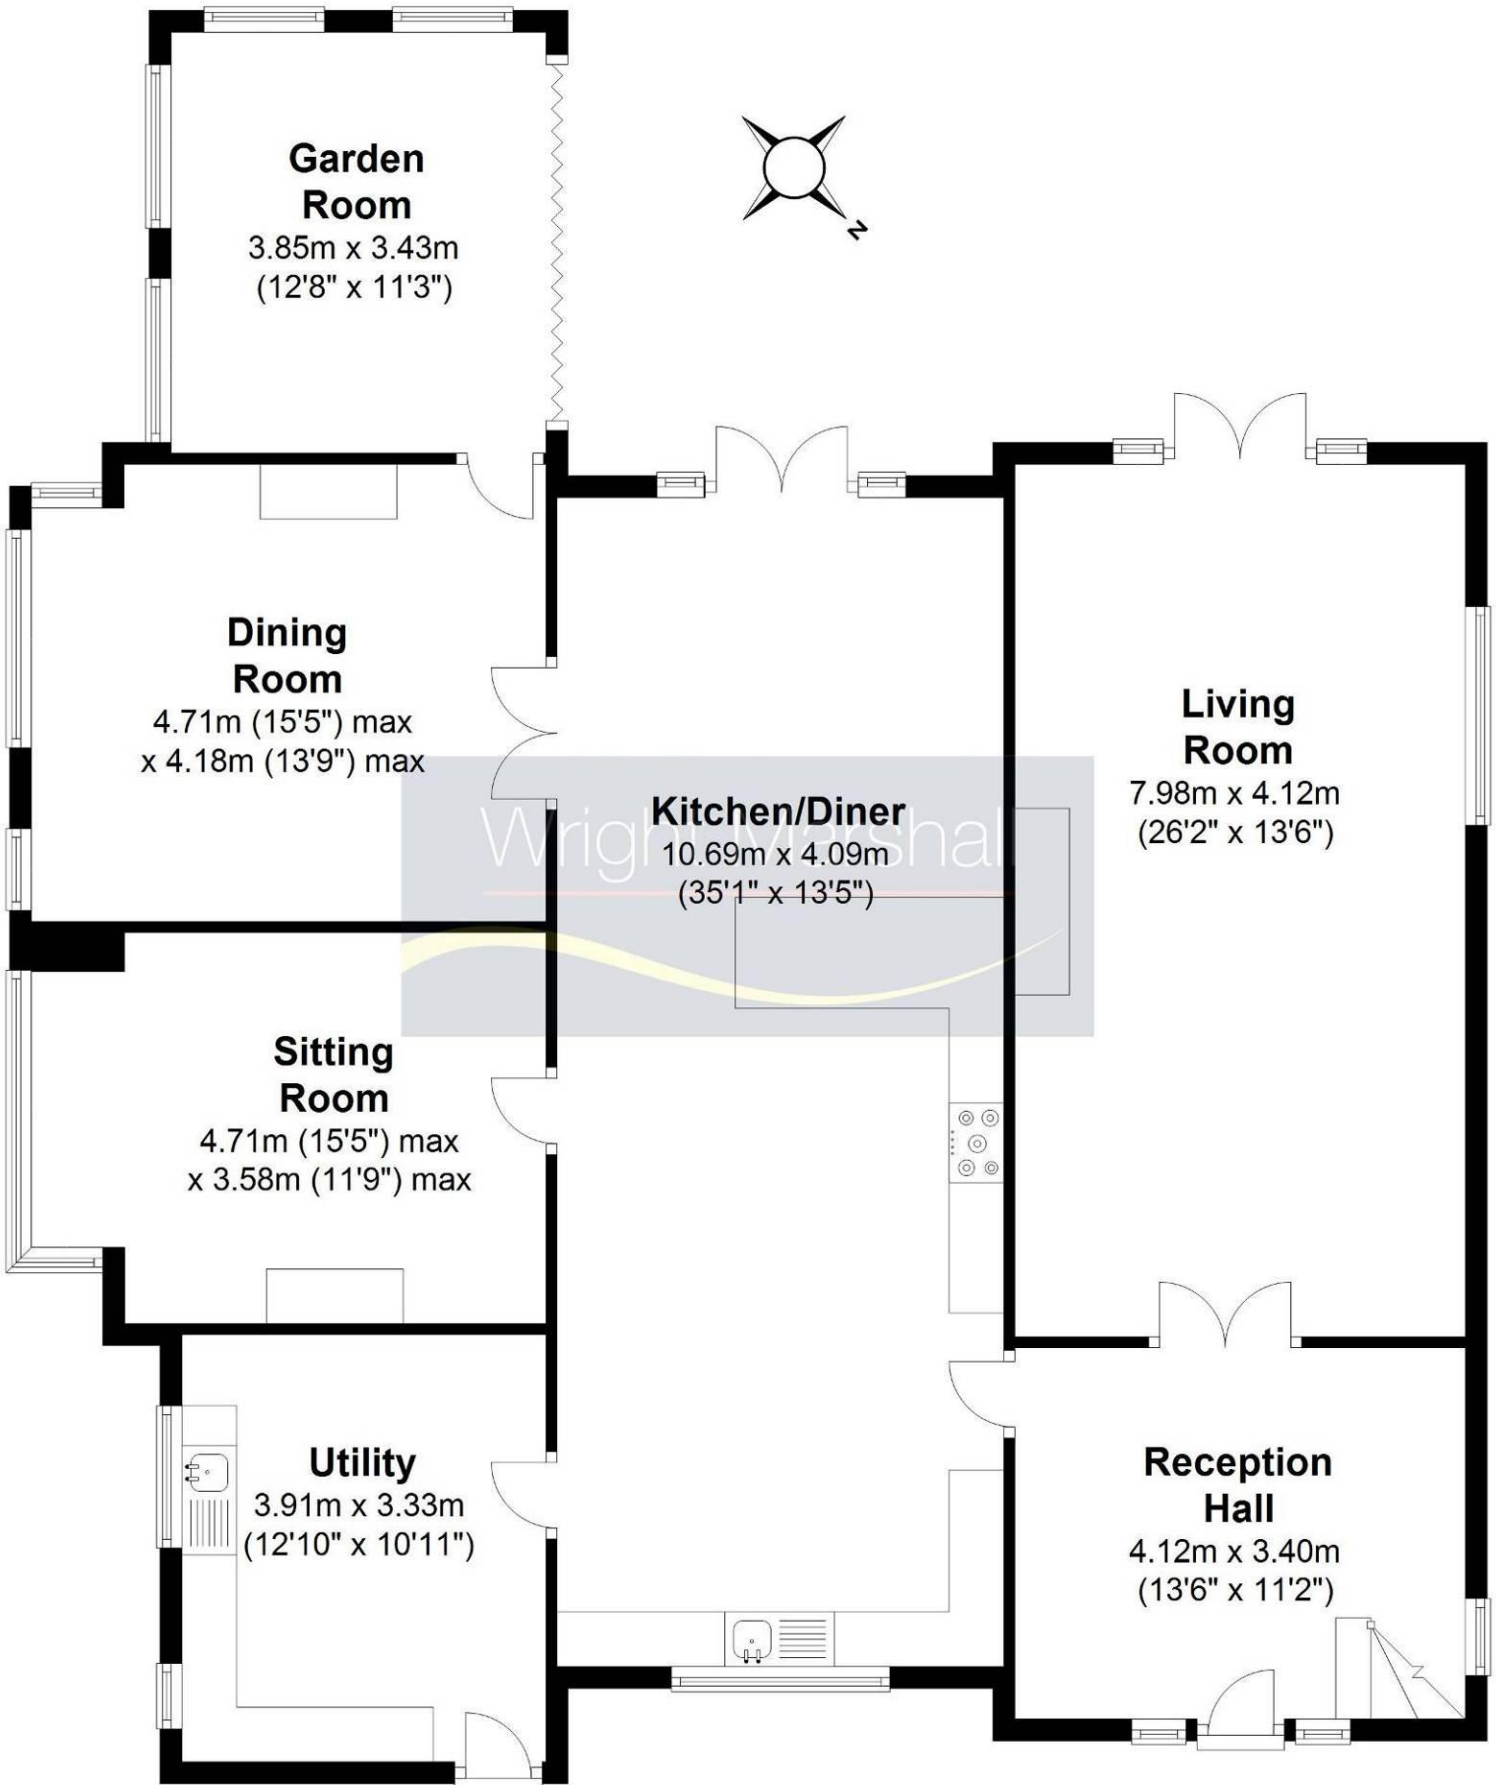 Garden
Room
3.85m x 3.43m
(12'8" x 11'3")
N
Dining
Room
4.71m (15'5") max
x 4.18m (13'9") max
Kitchen/Diner
10.69m x 4.09m
(35'1" x 13'5")
Wright Marshall
Living
Room
7.98m x 4.12m
(26'2" x 13'6")
Sitting
Room
4.71m (15'5") max
x 3.58m (11'9") max
Utility
3.91m x 3.33m
(12'10" x 10'11")
Reception
Hall
4.12m x 3.40m
(13'6" x 11'2")